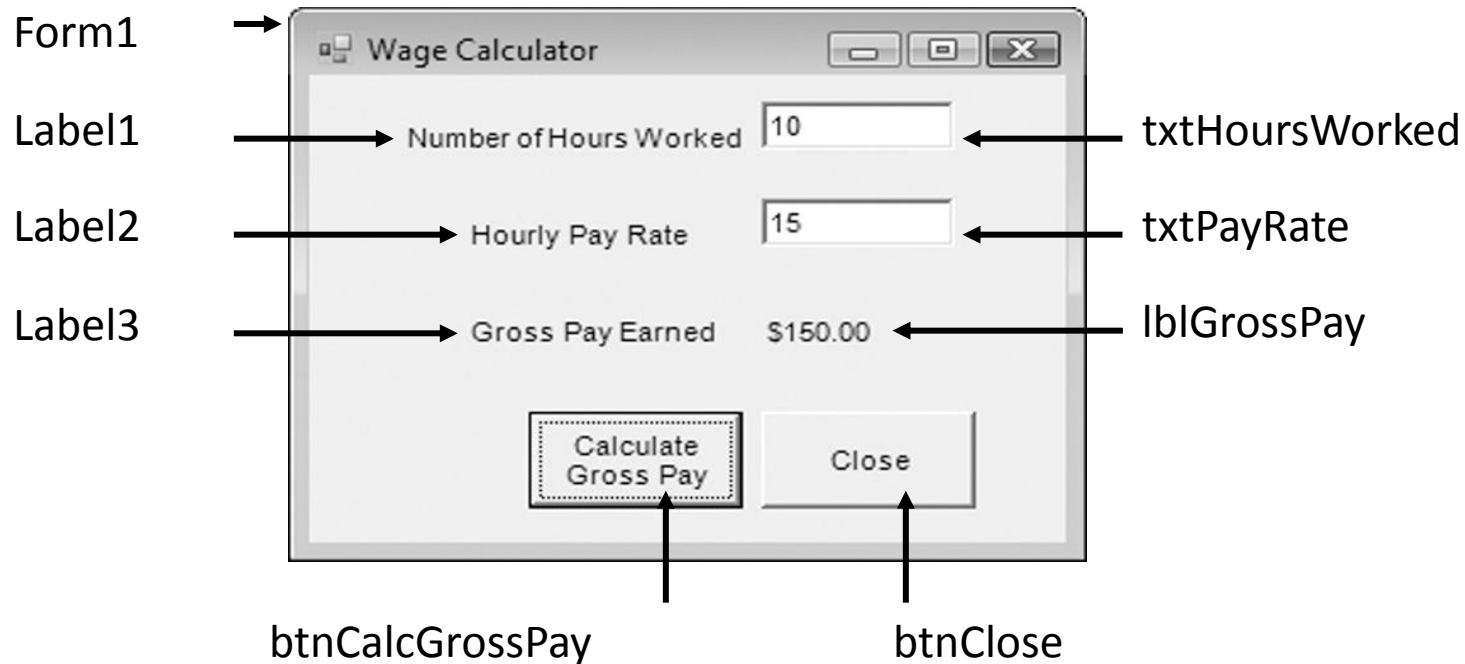 Form1
Wage Calculator
Label1
Number of Hours Worked
10
txtHoursWorked
Label2
Hourly Pay Rate
15
txtPayRate
Label3
Gross Pay Earned
$150.00
lblGrossPay
Calculate
Gross Pay
Close
btnCalcGrossPay
btnClose